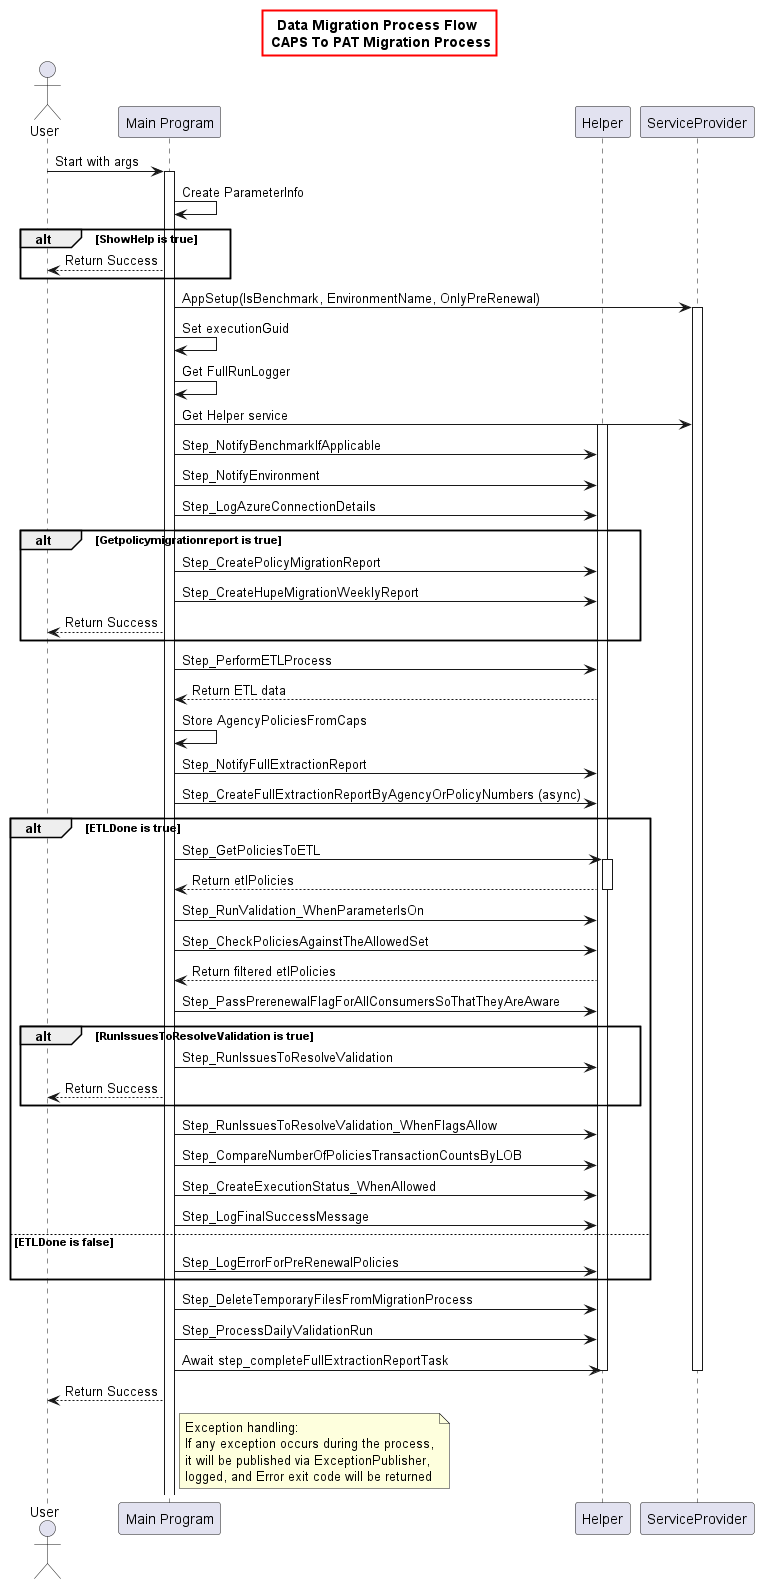 Data Migration Process Flow
CAPS To PAT Migration Process
User
Main Program
Helper
ServiceProvider
Start with args
Create ParameterInfo
alt
[ShowHelp is true]
Return Success
AppSetup(IsBenchmark, EnvironmentName, OnlyPreRenewal)
Set executionGuid
Get FullRunLogger
Get Helper service
Step_NotifyBenchmarkIfApplicable
Step_NotifyEnvironment
Step_LogAzureConnectionDetails
alt
[Getpolicymigrationreport is true]
Step_CreatePolicyMigrationReport
Step_CreateHupeMigrationWeeklyReport
Return Success
Step_PerformETLProcess
Return ETL data
Store AgencyPoliciesFromCaps
Step_NotifyFullExtractionReport
Step_CreateFullExtractionReportByAgencyOrPolicyNumbers (async)
alt
[ETLDone is true]
Step_GetPoliciesToETL
Return etlPolicies
Step_RunValidation_WhenParameterIsOn
Step_CheckPoliciesAgainstTheAllowedSet
Return filtered etlPolicies
Step_PassPrerenewalFlagForAllConsumersSoThatTheyAreAware
alt
[RunIssuesToResolveValidation is true]
Step_RunIssuesToResolveValidation
Return Success
Step_RunIssuesToResolveValidation_WhenFlagsAllow
Step_CompareNumberOfPoliciesTransactionCountsByLOB
Step_CreateExecutionStatus_WhenAllowed
Step_LogFinalSuccessMessage
[ETLDone is false]
Step_LogErrorForPreRenewalPolicies
Step_DeleteTemporaryFilesFromMigrationProcess
Step_ProcessDailyValidationRun
Await step_completeFullExtractionReportTask
Return Success
Exception handling:
If any exception occurs during the process,
it will be published via ExceptionPublisher,
logged, and Error exit code will be returned
User
Main Program
Helper
ServiceProvider